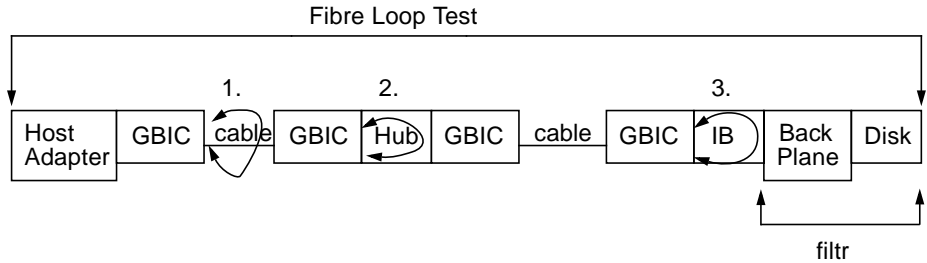 Fibre Loop Test
1.
2.
3.
Host
Adapter
GBIC
cable
GBIC
Hub
GBIC
cable
GBIC
IB
Back
Plane
Disk
filtr